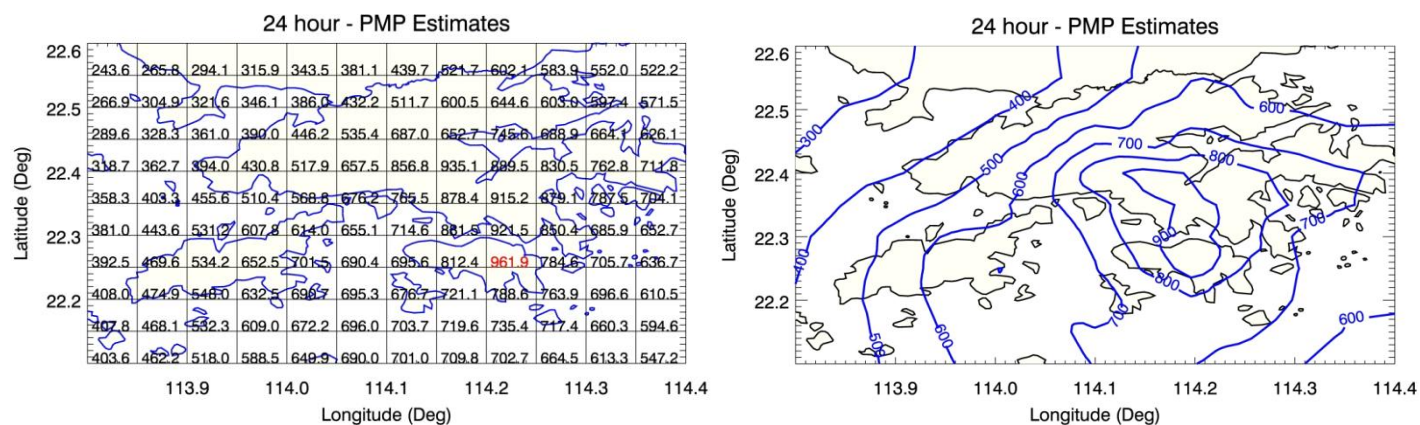 24 hour - PMP Estimates
22.6
243.6 265.8 294.1 315.9 343.5 381.1 439.7 521.7 602.1 583.9 552.0 522.2
22.5
266.9 304.9 321.6 346.1 386.0 432.2 511.7 600.5 644.6 603.0 597.4 571.5
289.6 328.3 361.0 390.0 446.2 535.4 687.0 652.7 745.6 688.9 664.1 626.1
22.4
318.7 362.7 394.0 430.8 517.9 657.5 856.8 935.1 889.5 830.5 762.8 711.8
358.3 403.3 455.6 510.4 568.8 676.2 765.5 878.4 915.2 879.1 787.5 704.1
22.3
381.0 443.6 531.2 607.8 614.0 655.1 714.6 921.5 850.4 685.9
392.5 469.6 534.2 652.5 701.5 690.4 695.6 812.4 961.9 784.6 705.7 636.7
22.2
408.0 474.9 632.5 695.3 676.7 721.1 788.6 763.9 696.6 610.5
407.8 468.1 532.3 609.0 672.2 696.0 703.7 719.6 735.4 717.4 660.3 594.6
403.6 462.2 518.0 588.5 649.9 690.0 701.0 709.8 702.7 664.5 613.3 547.2
Latitude (Deg)
113.9 114.0 114.1 114.2 114.3 114.4
Longitude (Deg)
24 hour - PMP Estimates
22.6
22.5
22.4
22.3
22.2
Latitude (Deg)
300
400
400
500
600
700
800
600
900
800
700
700
600
500
600
113.9 114.0 114.1 114.2 114.3 114.4
Longitude (Deg)